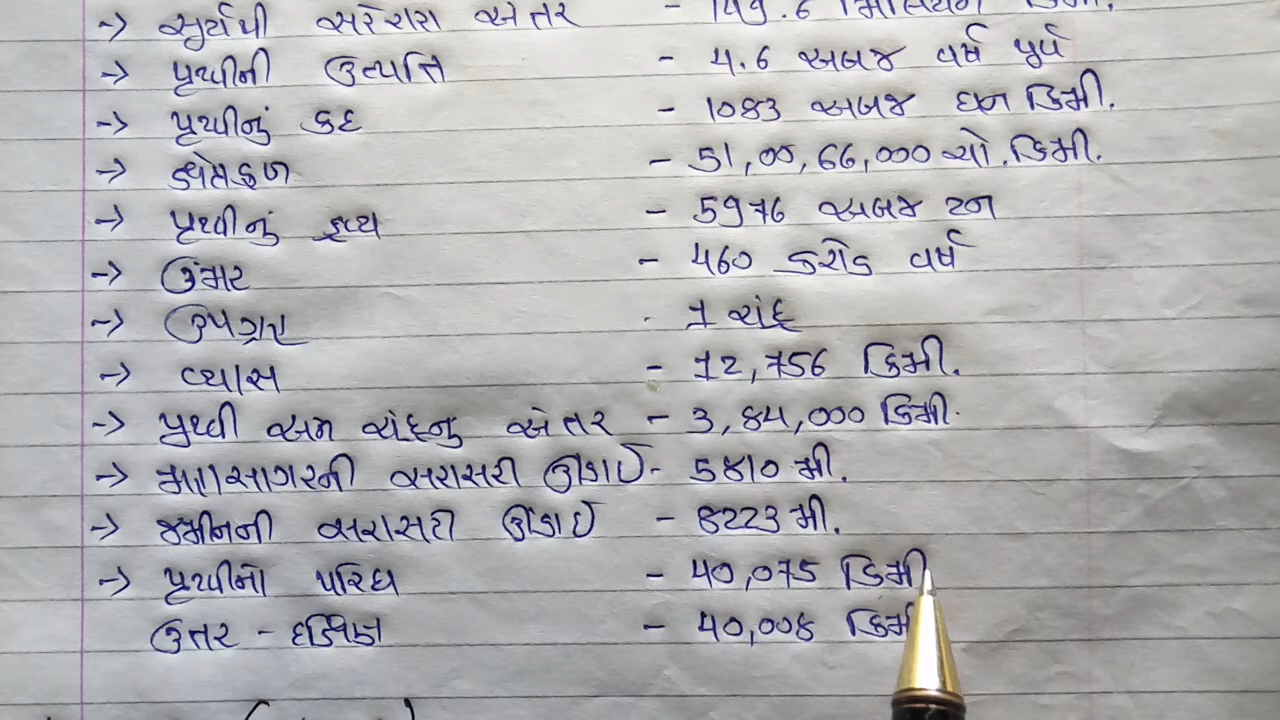 → સુર્યથી સરેરાશ અંતર - 149.6 મિલિયન કિમી.
→ પૃથ્વીની ઉત્પત્તિ - 4.6 અબજ વર્ષ પુર્વ
→ પૃથ્વીનું કદ - 1083 અબજ ઘન કિમી.
→ ક્ષેત્રફળ - 51,00,66,000 ચો.કિમી.
→ પૃથ્વીનું દ્રવ્ય - 5976 અબજ ટન
→ ઉંમર - 460 કરોડ વર્ષ
→ ઉપગ્રહ - 1 ચંદ્ર
→ વ્યાસ - 12,756 કિમી.
→ પૃથ્વી અન ચંદ્રનુ અંતર - 3,84,000 કિમી.
→ મહાસાગરની સરાસરી ઊંડાઈ - 5810 મી.
→ જમીનની સરાસરી ઊંડાઈ - 8223 મી.
→ પૃથ્વીનો પરિઘ - 40,075 કિમી
ઉત્તર - દક્ષિણ - 40,008 કિમી